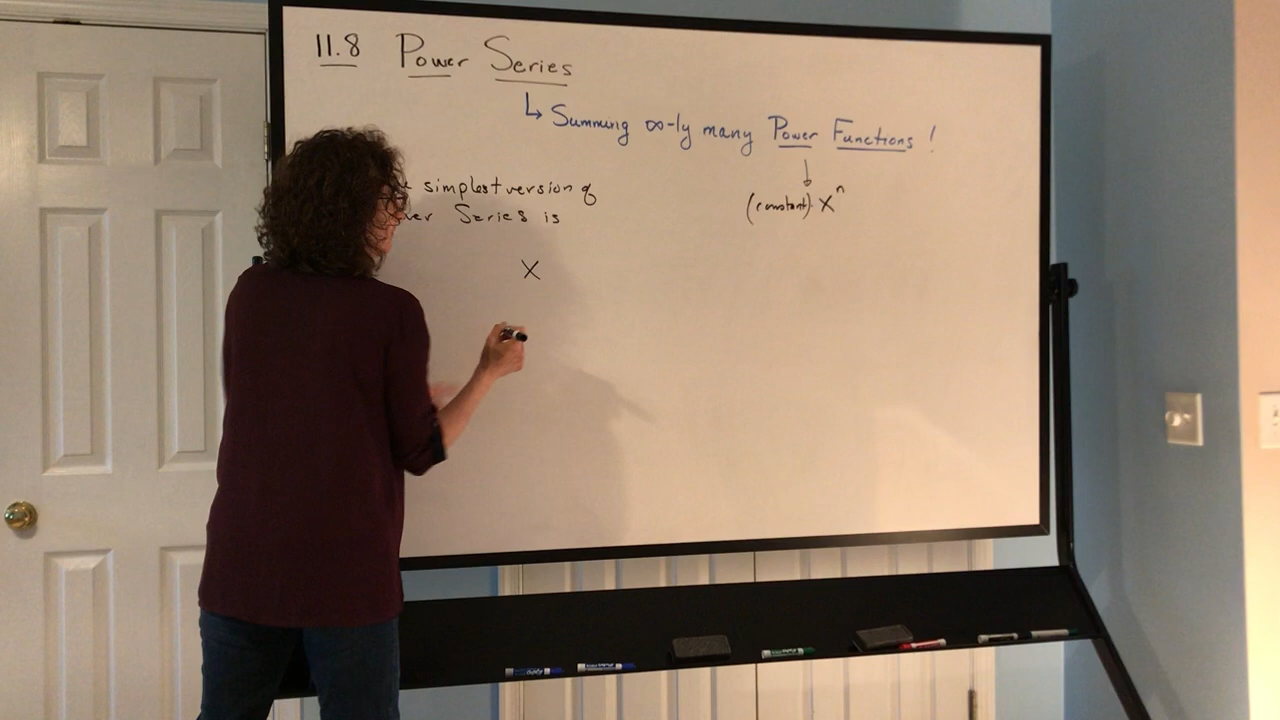 11.8 Power Series
↳ Summing ∞-ly many Power Functions!
simplest version of
(constant) · X^n
Series is
X